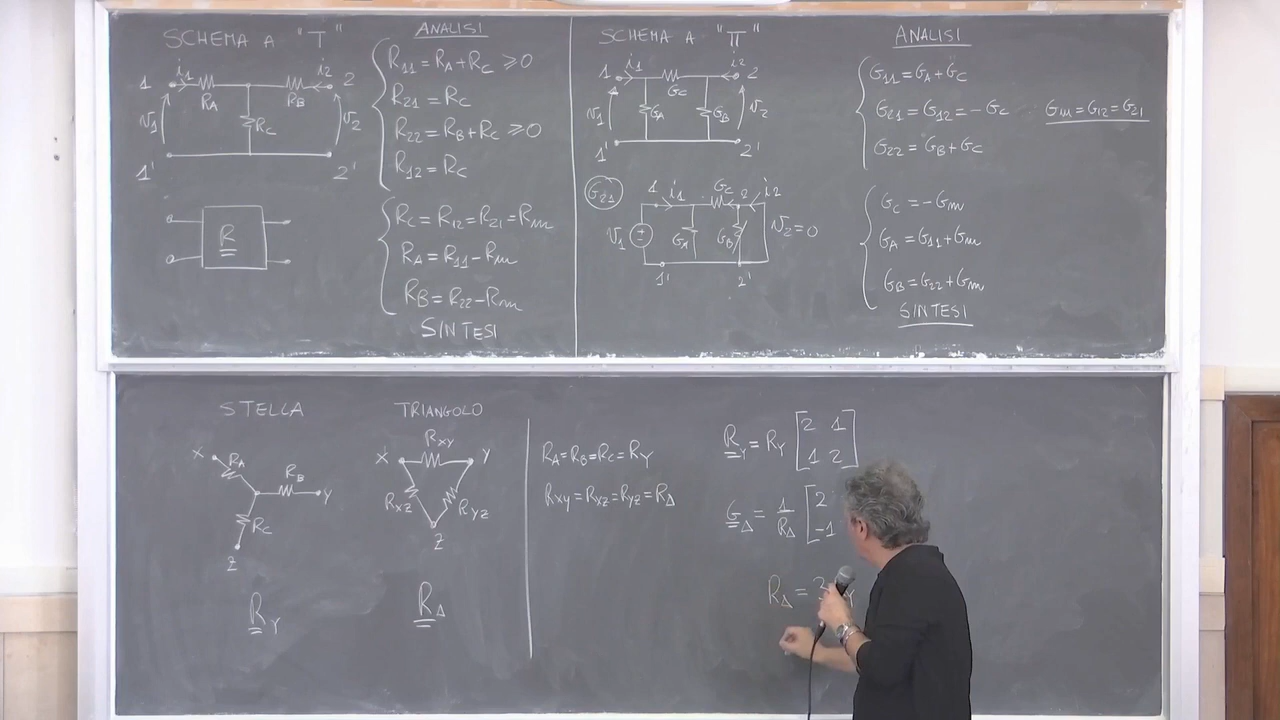 SCHEMA A "T"
1 i1 RA RB i2 2
v1 RC v2
1' 2'
R
ANALISI
R11 = RA + RC ≥ 0
R21 = RC
R22 = RB + RC ≥ 0
R12 = RC
RC = R12 = R21 = Rm
RA = R11 - Rm
RB = R22 - Rm
SINTESI
SCHEMA A "π"
1 i1 GC i2 2
v1 GA GB v2
1' 2'
G21
1 i1 GC 2 i2
v1 GA GB v2=0
1' 2'
ANALISI
G11 = GA + GC
G21 = G12 = -GC Gm = G12 = G21
G22 = GB + GC
GC = -Gm
GA = G11 + Gm
GB = G22 + Gm
SINTESI
STELLA
X RA RB Y
RC
Z
RY
TRIANGOLO
X RXY Y
RXZ RYZ
Z
RΔ
RA = RB = RC = RY
RXY = RXZ = RYZ = RΔ
RY = RY [2 1
1 2]
GΔ = 1/RΔ [2
-1
RΔ = 3